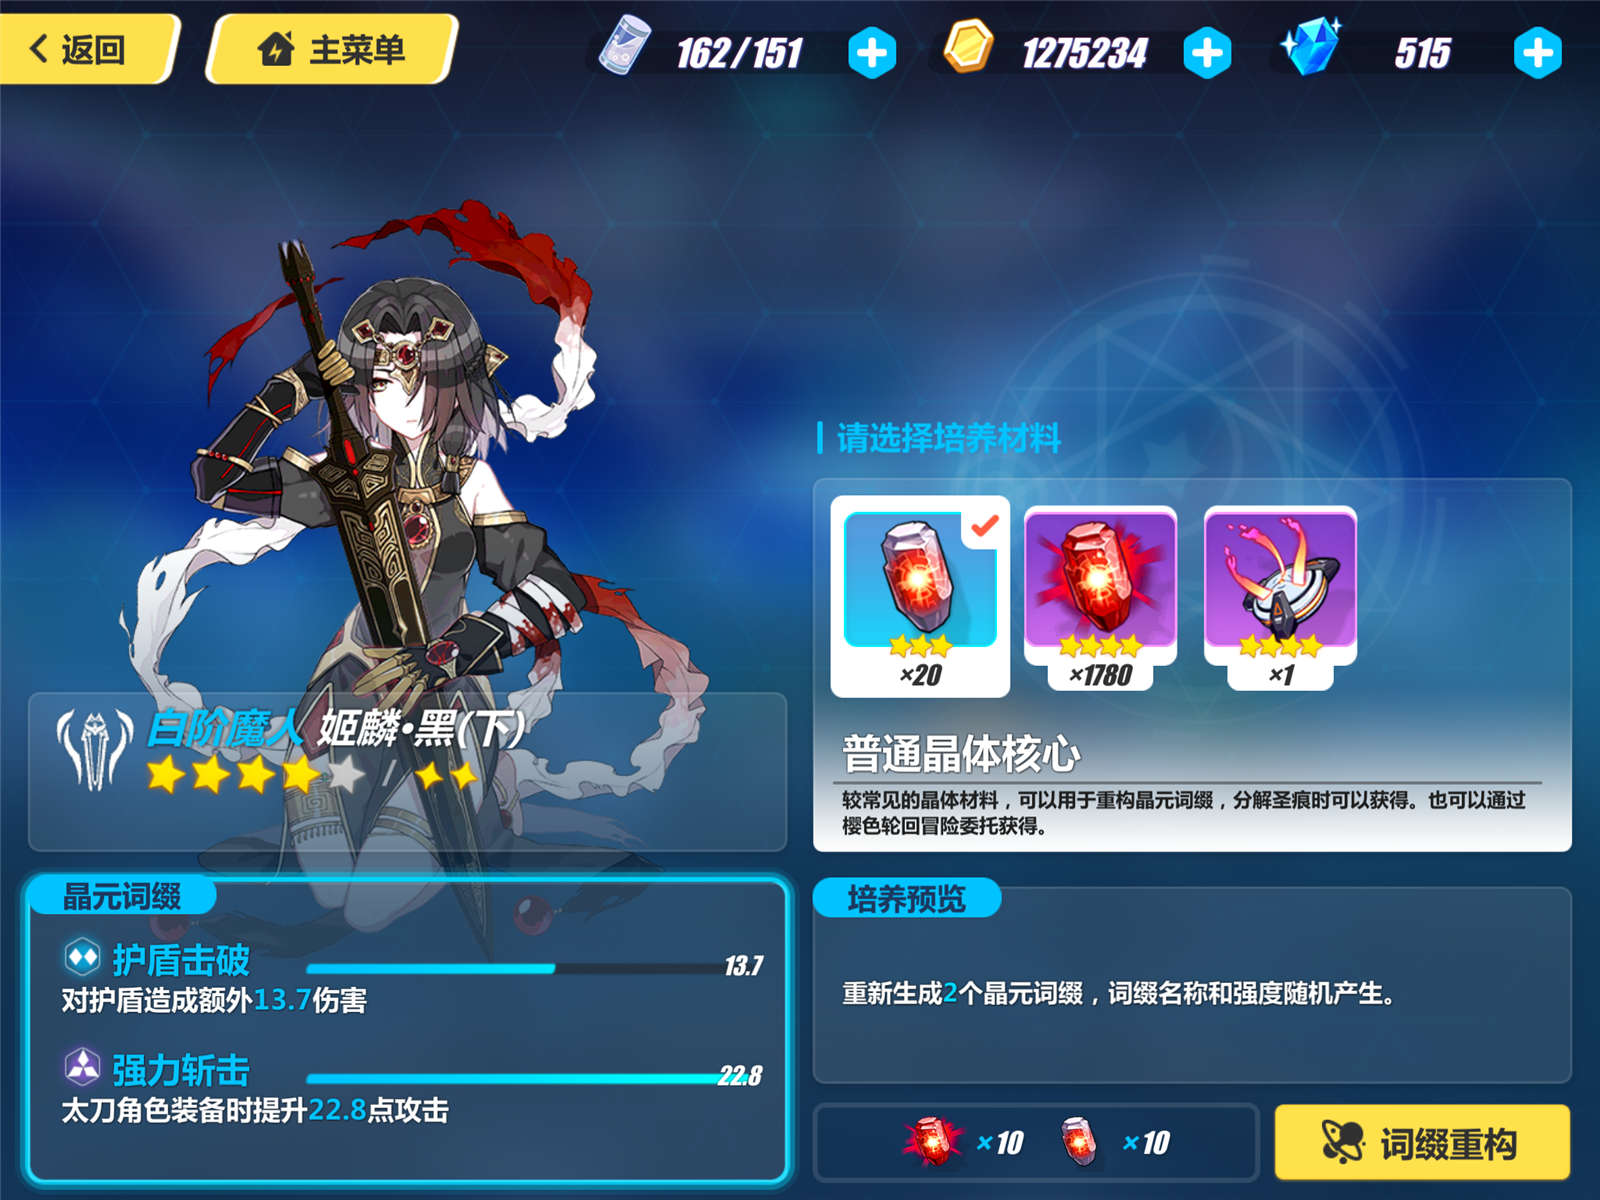 返回
主菜单
162/151
1275234
515
请选择培养材料
×20
×1780
×1
普通晶体核心
较常见的晶体材料，可以用于重构晶元词缀，分解圣痕时可以获得。也可以通过
樱色轮回冒险委托获得。
白阶魔人 姬麟·黑(下)
晶元词缀
护盾击破 13.7
对护盾造成额外13.7伤害
强力斩击 22.8
太刀角色装备时提升22.8点攻击
培养预览
重新生成2个晶元词缀，词缀名称和强度随机产生。
×10 ×10
词缀重构